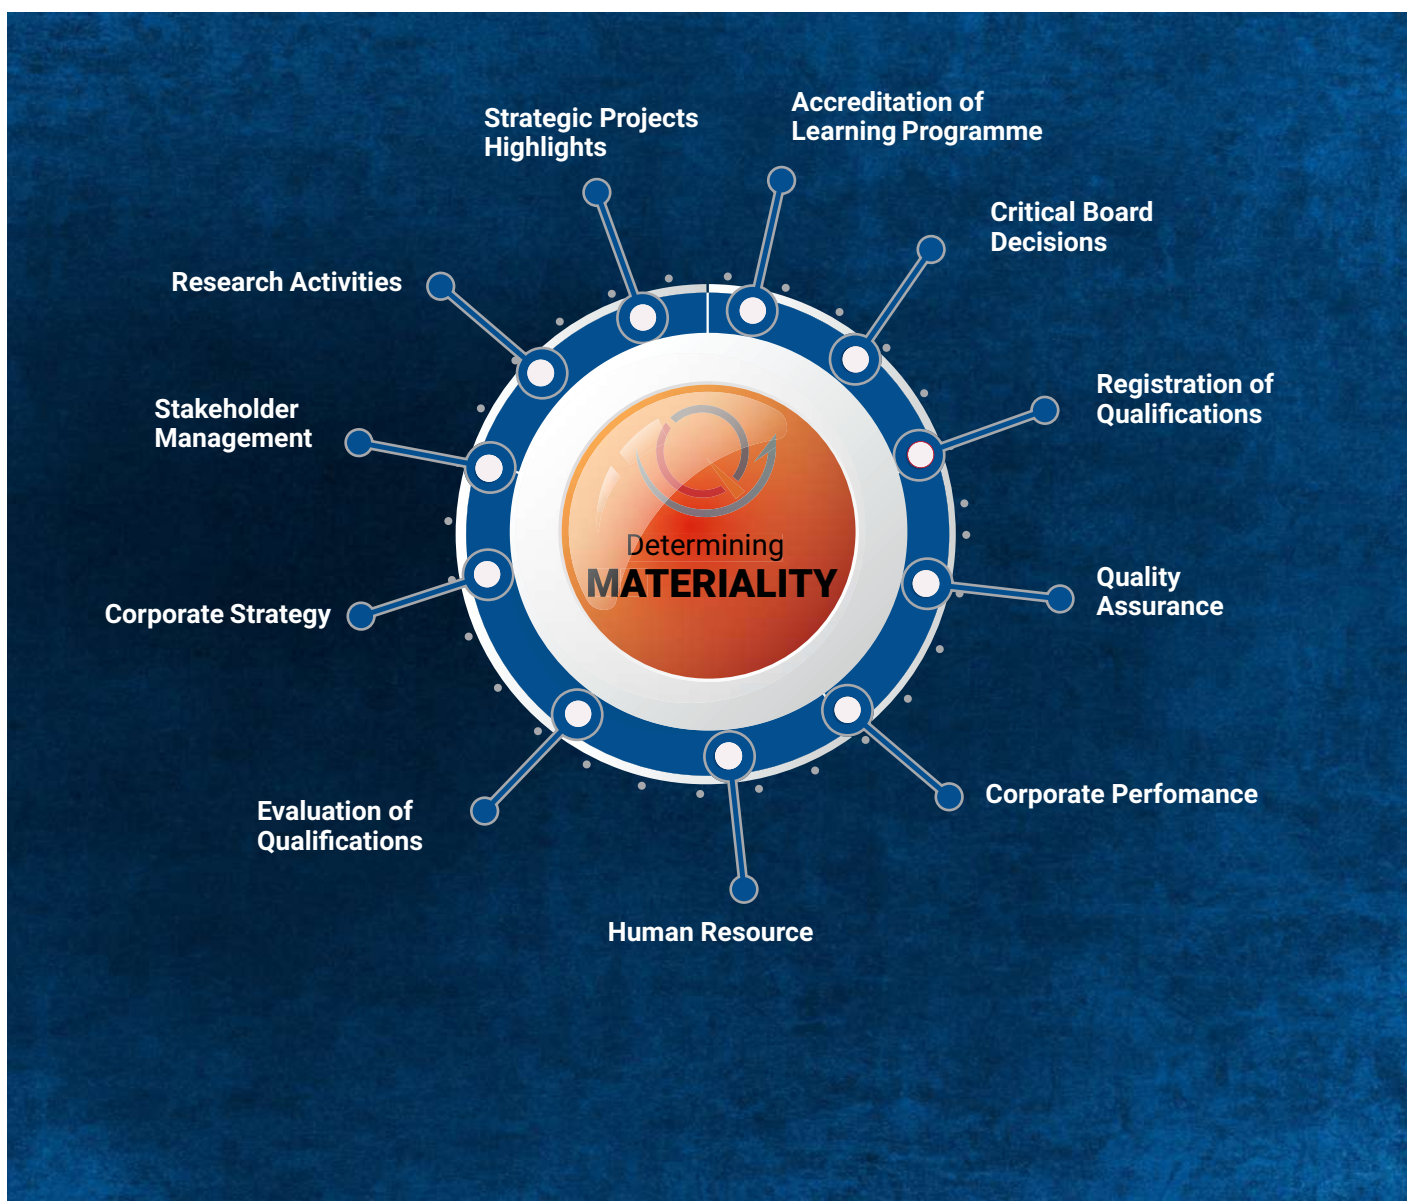 Strategic Projects
Highlights
Accreditation of
Learning Programme
Critical Board
Decisions
Research Activities
Registration of
Qualifications
Stakeholder
Management
Determining
MATERIALITY
Quality
Assurance
Corporate Strategy
Corporate Perfomance
Evaluation of
Qualifications
Human Resource